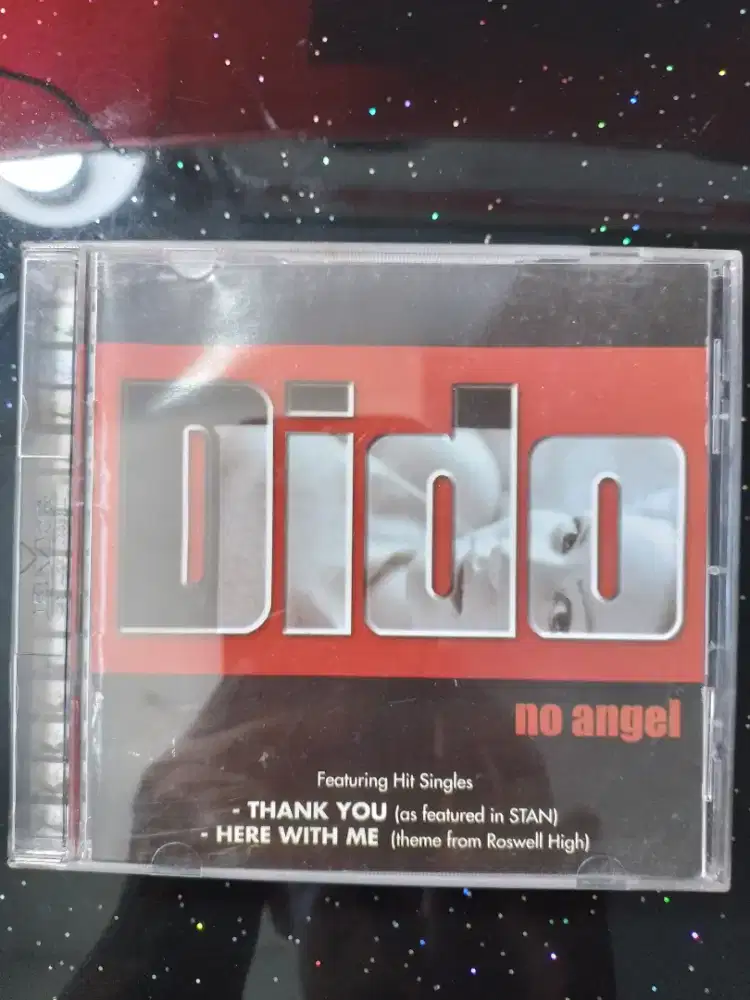 Dido
no angel
Featuring Hit Singles
- THANK YOU (as featured in STAN)
- HERE WITH ME (theme from Roswell High)